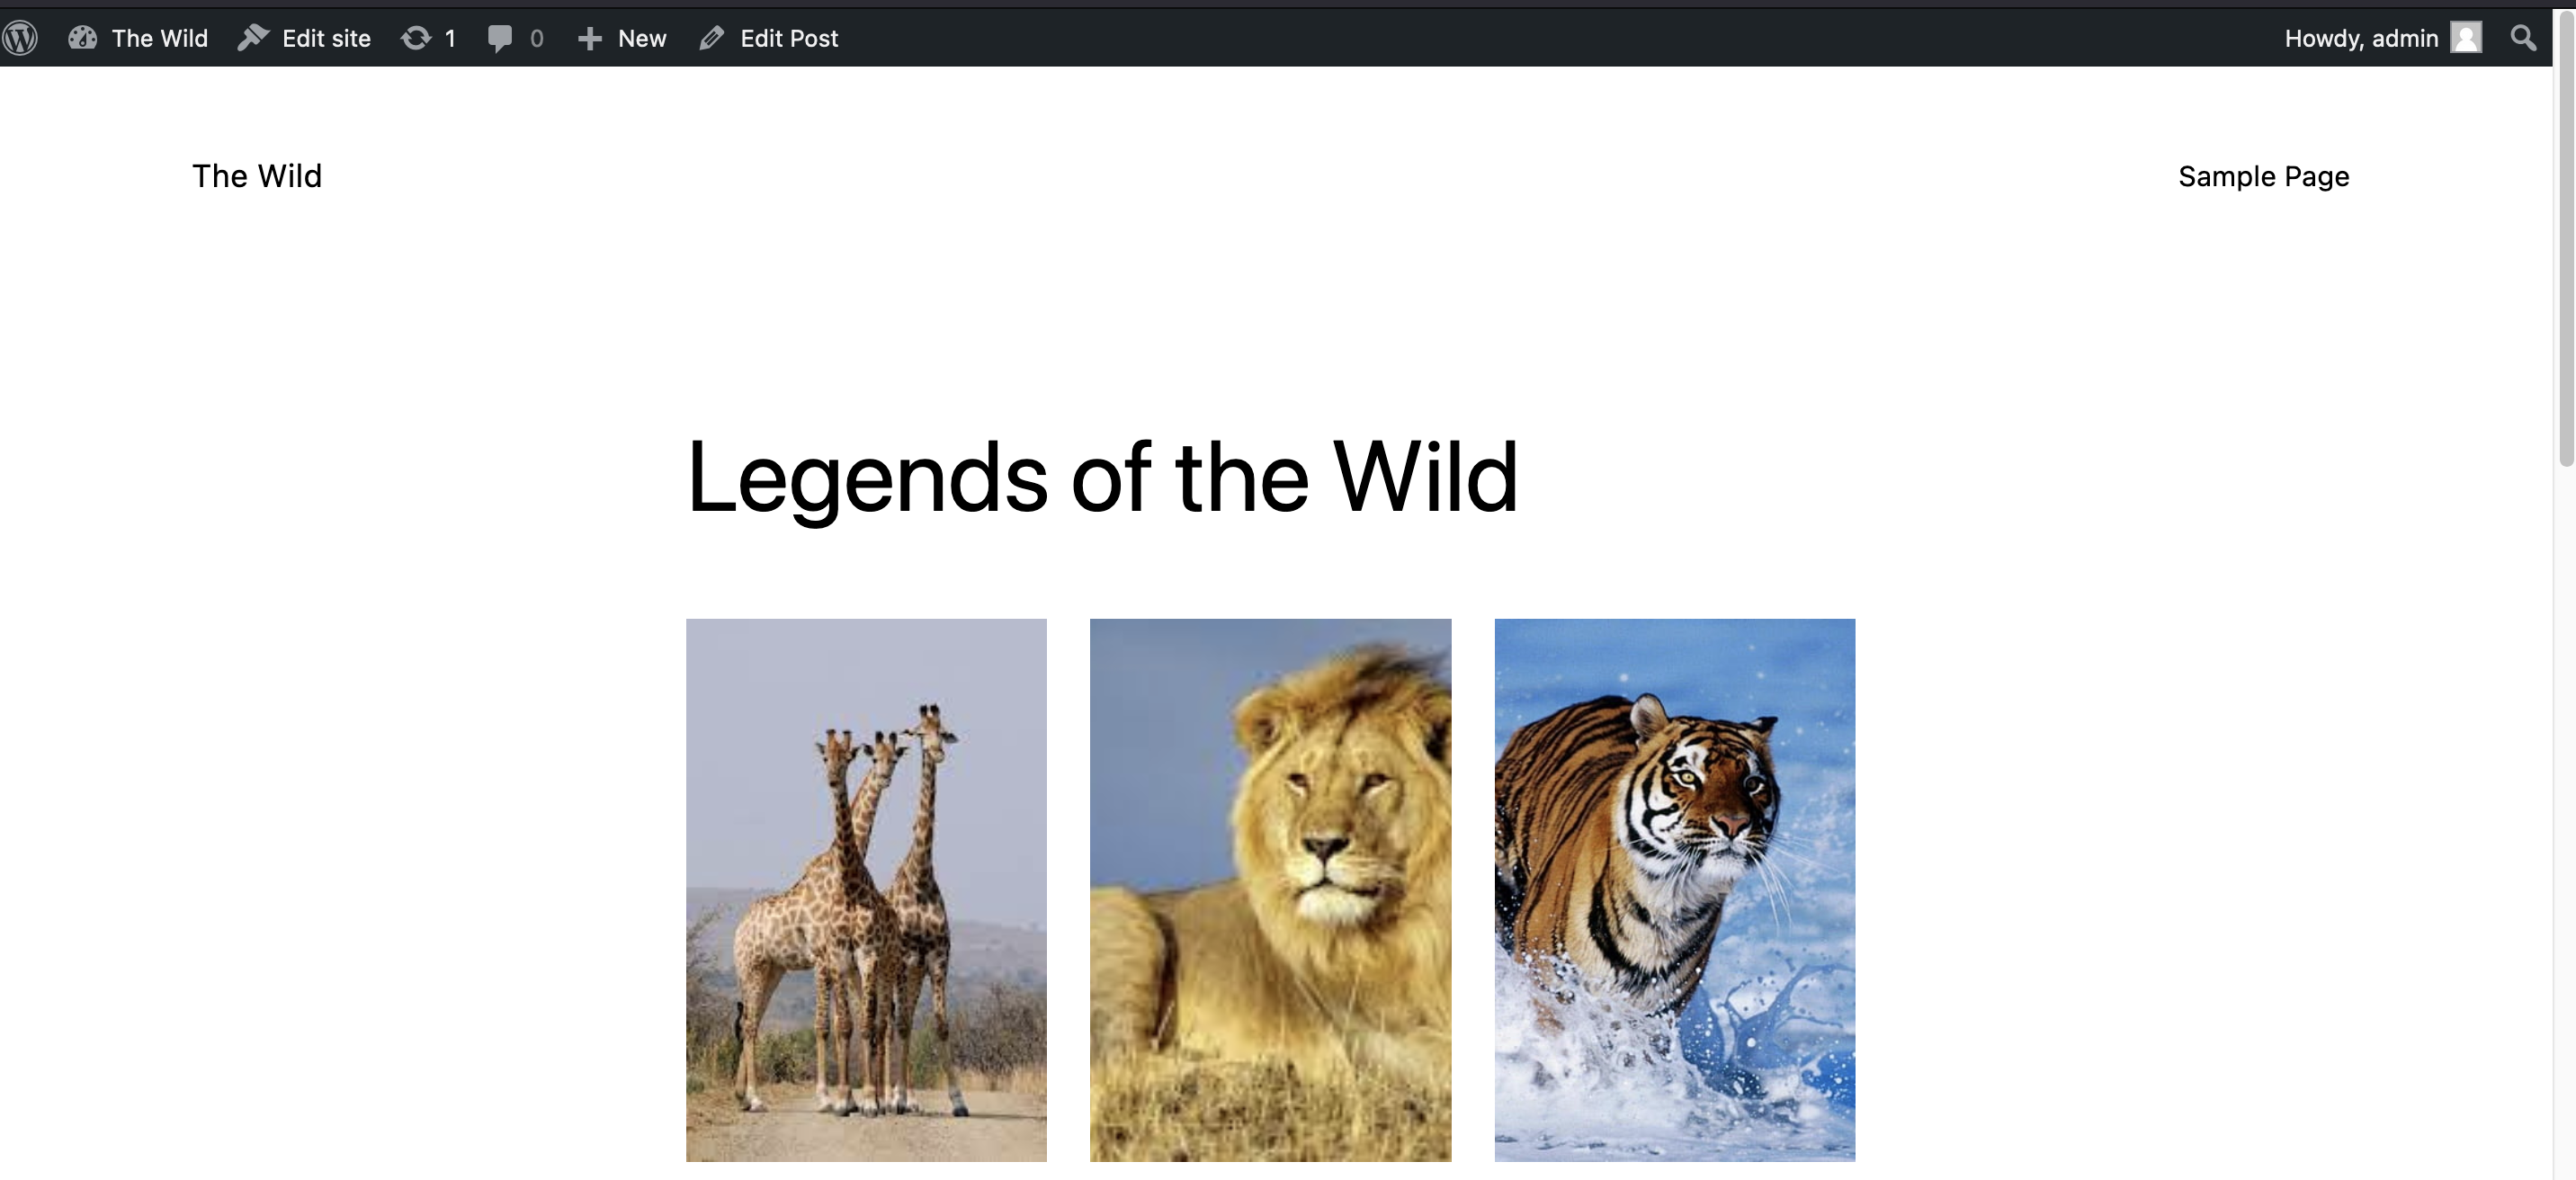 The Wild Edit site 1 0 New Edit Post Howdy, admin
The Wild Sample Page
Legends of the Wild